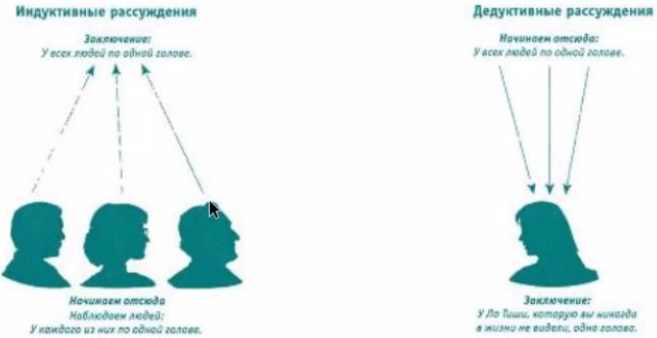 Индуктивные рассуждения
Заключение:
У всех людей по одной голове.
Начинаем отсюда
Наблюдаем людей:
У каждого из них по одной голове.
Дедуктивные рассуждения
Начинаем отсюда:
У всех людей по одной голове.
Заключение:
У Ло Тиши, которую вы никогда
в жизни не видели, одна голова.